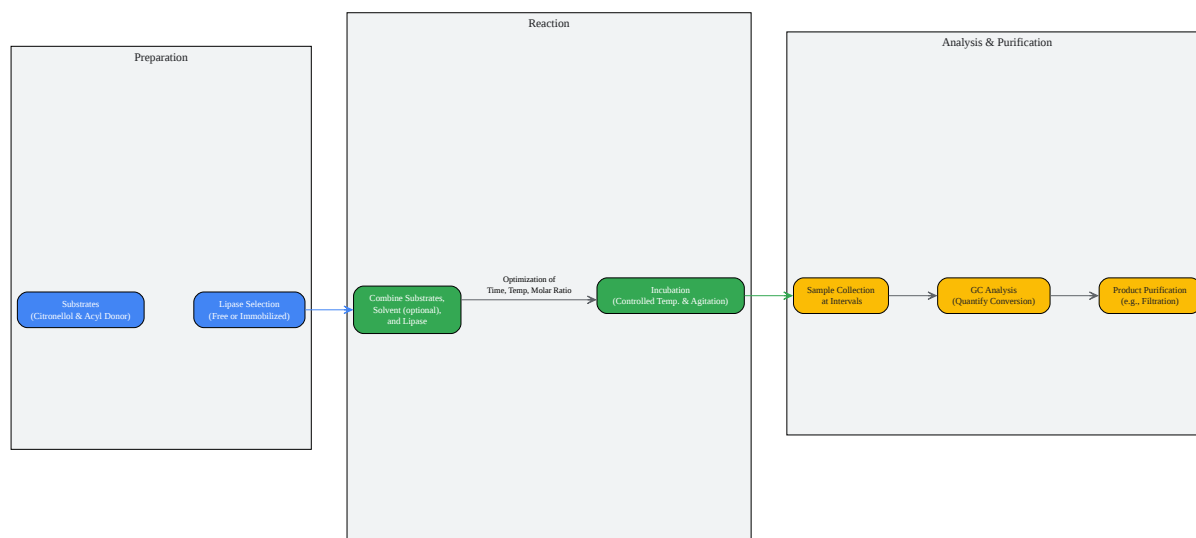 Preparation
Substrates
(Citronellol & Acyl Donor)
Lipase Selection
(Free or Immobilized)
Reaction
Combine Substrates,
Solvent (optional),
and Lipase
Optimization of
Time, Temp, Molar Ratio
Incubation
(Controlled Temp. & Agitation)
Analysis & Purification
Sample Collection
at Intervals
GC Analysis
(Quantify Conversion)
Product Purification
(e.g., Filtration)